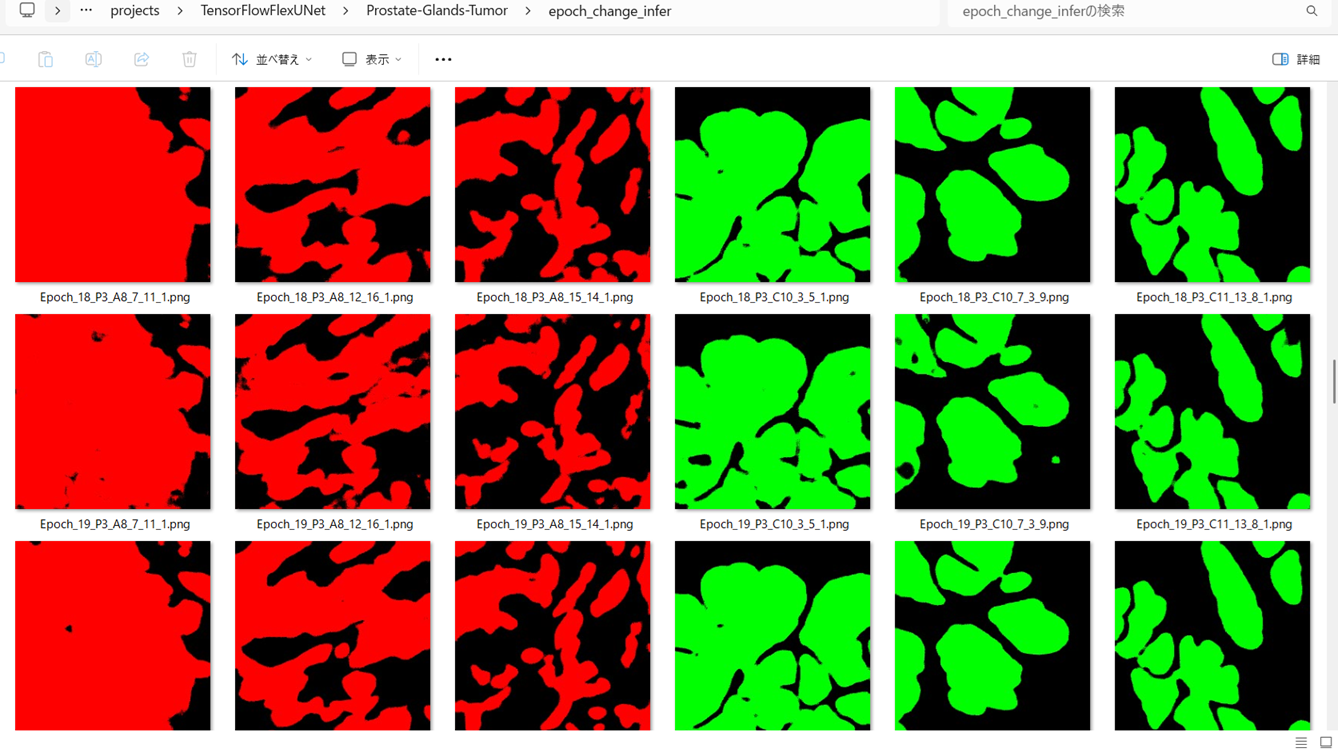 projects > TensorFlowFlexUNet > Prostate-Glands-Tumor > epoch_change_infer
epoch_change_inferの検索
並べ替え
表示
詳細
Epoch_18_P3_A8_7_11_1.png
Epoch_18_P3_A8_12_16_1.png
Epoch_18_P3_A8_15_14_1.png
Epoch_18_P3_C10_3_5_1.png
Epoch_18_P3_C10_7_3_9.png
Epoch_18_P3_C11_13_8_1.png
Epoch_19_P3_A8_7_11_1.png
Epoch_19_P3_A8_12_16_1.png
Epoch_19_P3_A8_15_14_1.png
Epoch_19_P3_C10_3_5_1.png
Epoch_19_P3_C10_7_3_9.png
Epoch_19_P3_C11_13_8_1.png